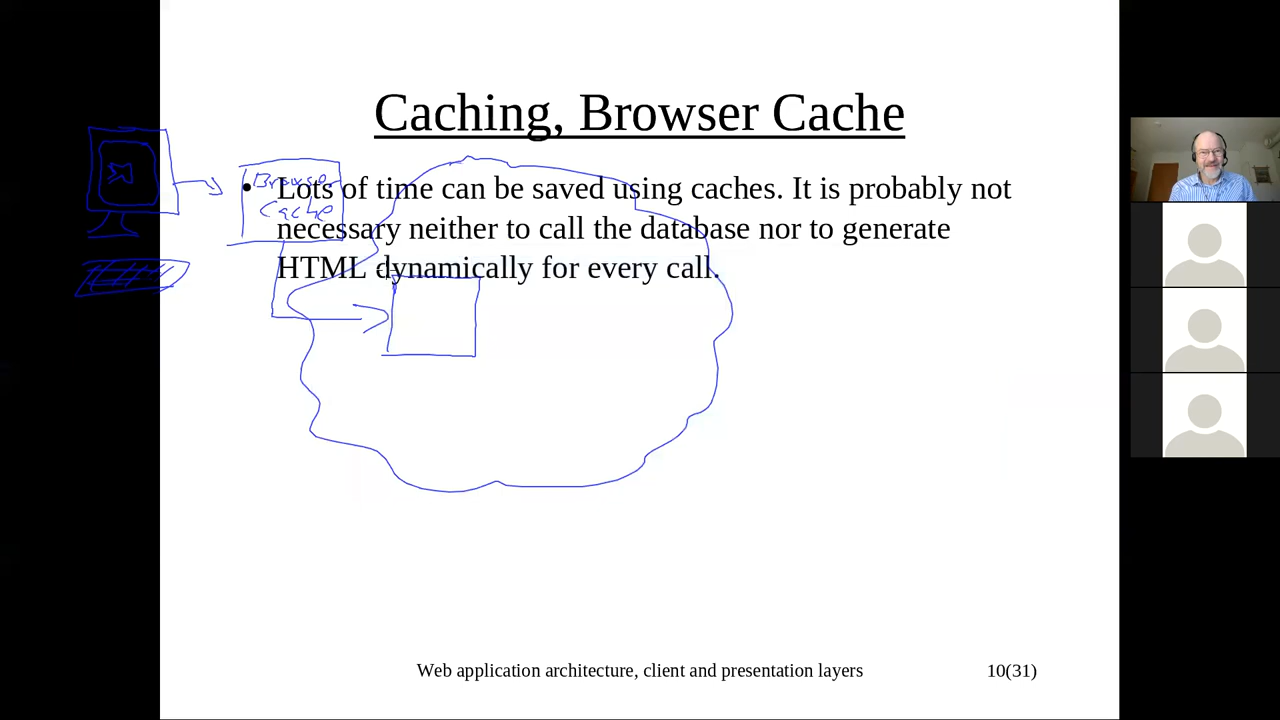 Caching, Browser Cache
Browser
Cache
• Lots of time can be saved using caches. It is probably not
necessary neither to call the database nor to generate
HTML dynamically for every call.
Web application architecture, client and presentation layers
10(31)